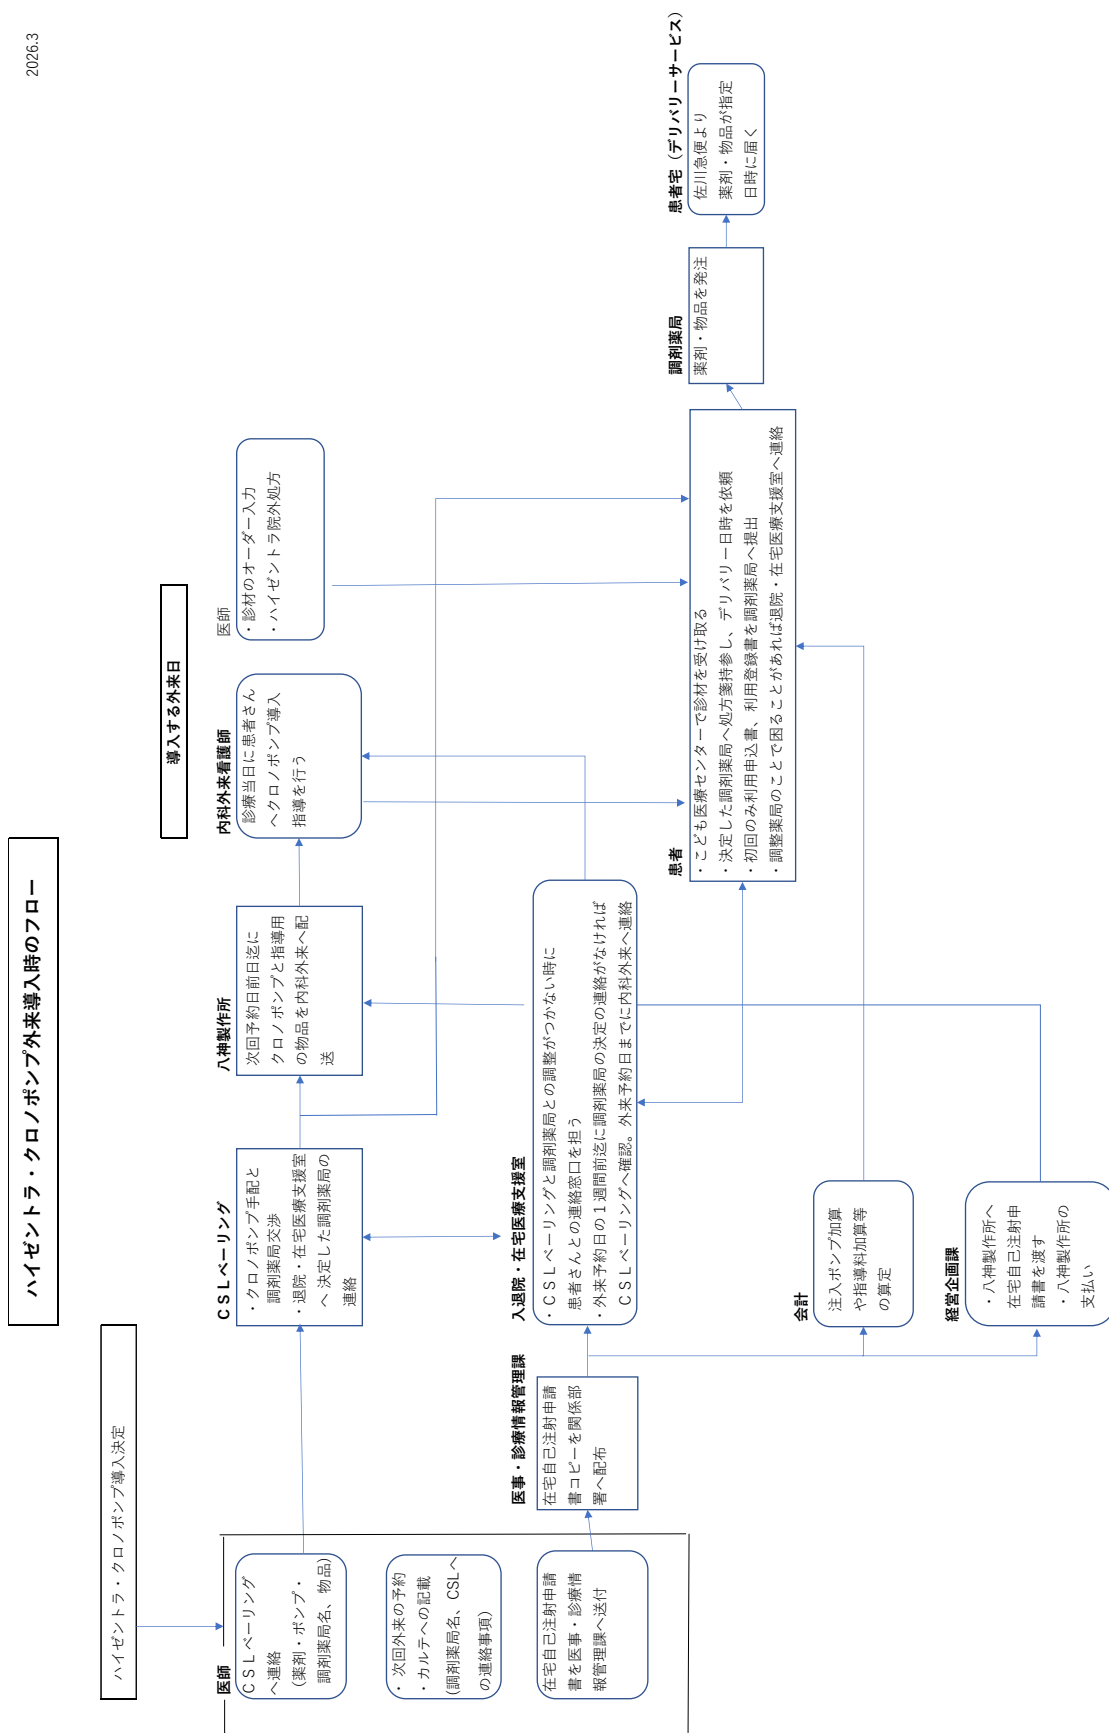 2026.3
ハイゼントラ・クロノポンプ外来導入時のフロー
ハイゼントラ・クロノポンプ導入決定
導入する外来日
医師
ＣＳＬベーリング
へ連絡
(薬剤・ポンプ・
調剤薬局名、物品)
・次回外来の予約
・カルテへの記載
(調剤薬局名、CSLへ
の連絡事項)
在宅自己注射申請
書を医事・診療情
報管理課へ送付
ＣＳＬベーリング
・クロノポンプ手配と
調剤薬局交渉
・退院・在宅医療支援室
へ 決定した調剤薬局の
連絡
八神製作所
次回予約日前日迄に
クロノポンプと指導用
の物品を内科外来へ配
送
内科外来看護師
診療当日に患者さん
へクロノポンプ導入
指導を行う
医師
・診材のオーダー入力
・ハイゼントラ院外処方
医事・診療情報管理課
在宅自己注射申請
書コピーを関係部
署へ配布
入退院・在宅医療支援室
・ＣＳＬベーリングと調剤薬局との調整がつかない時に
患者さんとの連絡窓口を担う
・外来予約日の１週間前迄に調剤薬局の決定の連絡がなければ
ＣＳＬベーリングへ確認。外来予約日までに内科外来へ連絡
患者
・こども医療センターで診材を受け取る
・決定した調剤薬局へ処方箋持参し、デリバリー日時を依頼
・初回のみ利用申込書、利用登録書を調剤薬局へ提出
・調整薬局のことで困ることがあれば退院・在宅医療支援室へ連絡
調剤薬局
薬剤・物品を発注
患者宅（デリバリーサービス）
佐川急便より
薬剤・物品が指定
日時に届く
会計
注入ポンプ加算
や指導料加算等
の算定
経営企画課
・八神製作所へ
在宅自己注射申
請書を渡す
・八神製作所の
支払い